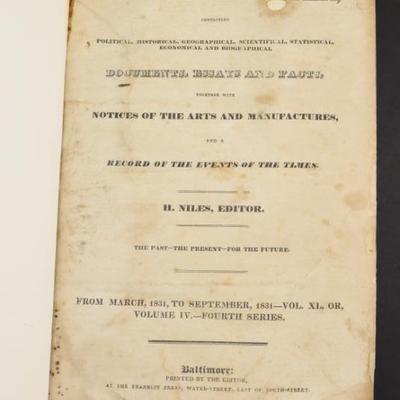 CONTAINING
POLITICAL, HISTORICAL, GEOGRAPHICAL, SCIENTIFICAL, STATISTICAL,
ECONOMICAL AND BIOGRAPHICAL
DOCUMENTS, ESSAYS AND FACTS,
TOGETHER WITH
NOTICES OF THE ARTS AND MANUFACTURES,
AND A
RECORD OF THE EVENTS OF THE TIMES.
H. NILES, EDITOR.
THE PAST—THE PRESENT—FOR THE FUTURE.
FROM MARCH, 1831, TO SEPTEMBER, 1831—VOL. XL, OR,
VOLUME IV.—FOURTH SERIES.
Baltimore:
PRINTED BY THE EDITOR,
AT THE FRANKLIN PRESS, WATER-STREET, EAST OF SOUTH-STREET.